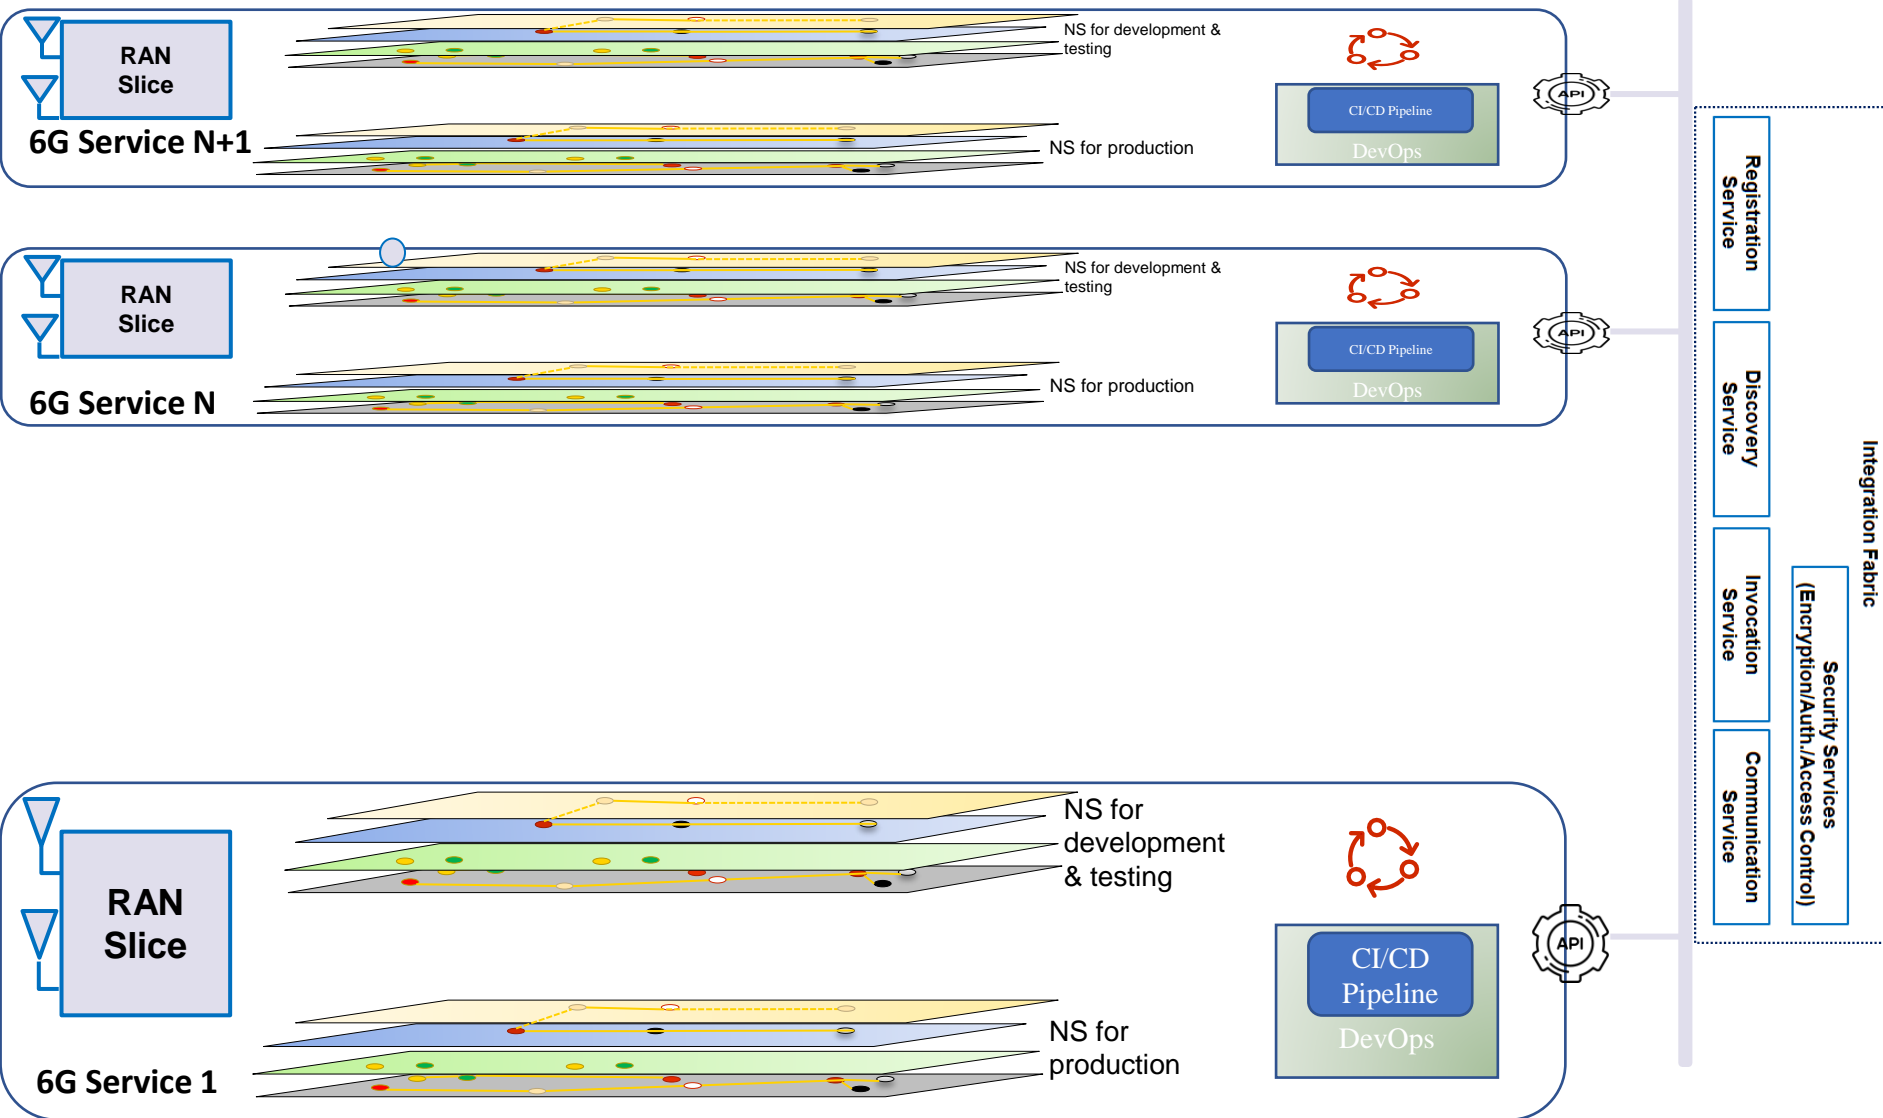 RAN
Slice
6G Service N+1
NS for development &
testing
NS for production
CI/CD Pipeline
DevOps
API
RAN
Slice
6G Service N
NS for development &
testing
NS for production
CI/CD Pipeline
DevOps
API
RAN
Slice
6G Service 1
NS for
development
& testing
NS for
production
CI/CD
Pipeline
DevOps
API
Registration
Service
Discovery
Service
Invocation
Service
Communication
Service
Security Services
(Encryption/Auth./Access Control)
Integration Fabric